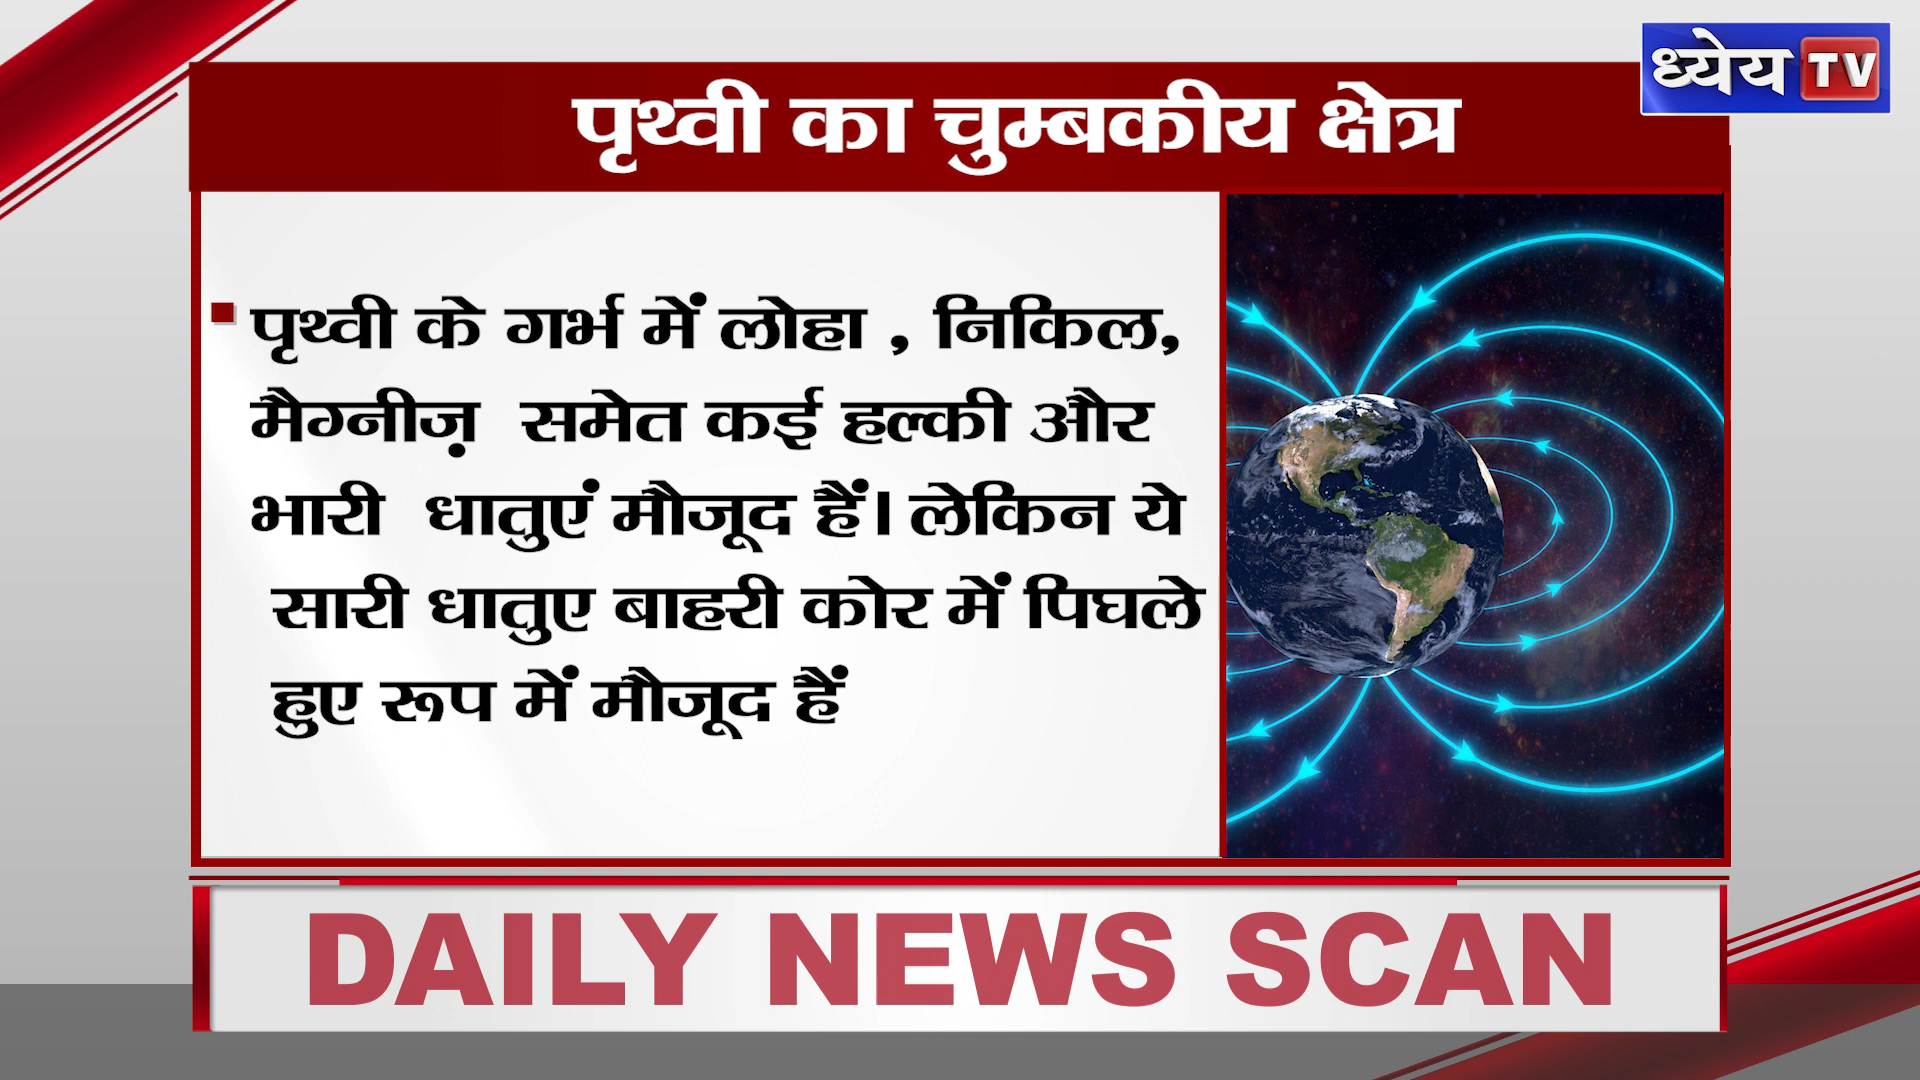 ध्येय TV
पृथ्वी का चुम्बकीय क्षेत्र
पृथ्वी के गर्भ में लोहा , निकिल,
मैग्नीज़ समेत कई हल्की और
भारी धातुएं मौजूद हैं। लेकिन ये
सारी धातुए बाहरी कोर में पिघले
हुए रूप में मौजूद हैं
DAILY NEWS SCAN